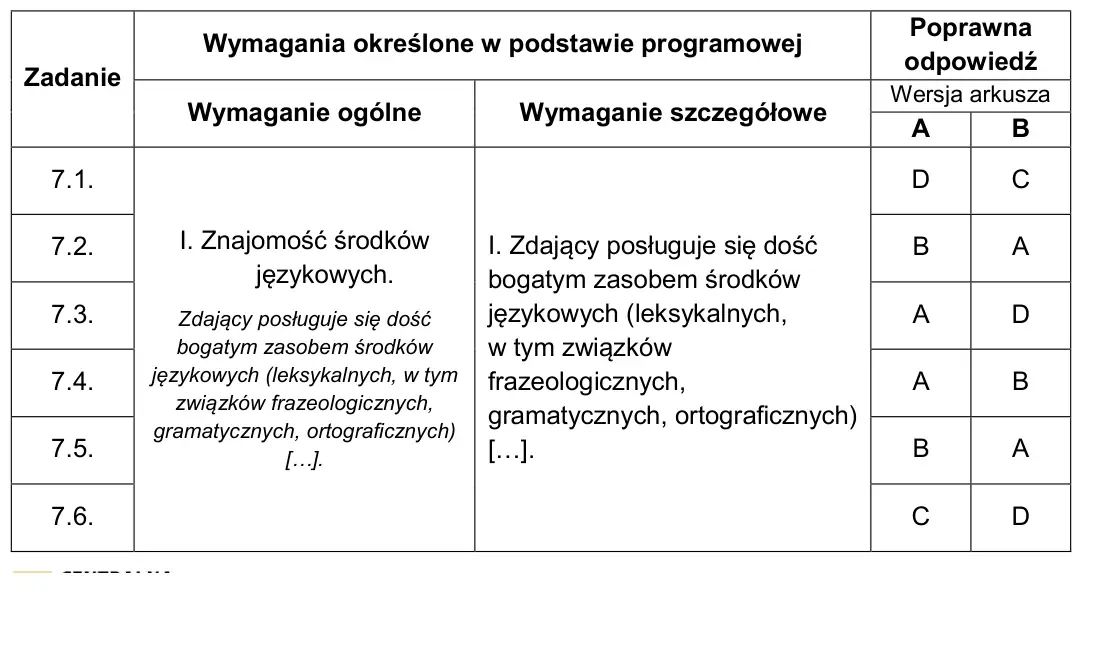 Zadanie
Wymagania określone w podstawie programowej
Poprawna
odpowiedź
Wymaganie ogólne
Wymaganie szczegółowe
Wersja arkusza
A B
7.1.
D C
7.2.
B A
7.3.
A D
7.4.
A B
7.5.
B A
7.6.
C D
I. Znajomość środków
językowych.
Zdający posługuje się dość
bogatym zasobem środków
językowych (leksykalnych, w tym
związków frazeologicznych,
gramatycznych, ortograficznych)
[…].
I. Zdający posługuje się dość
bogatym zasobem środków
językowych (leksykalnych,
w tym związków
frazeologicznych,
gramatycznych, ortograficznych)
[…].